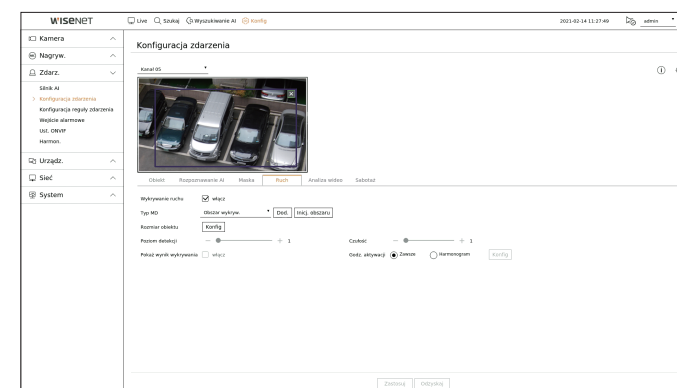 WISENET
Live Szukaj Wyszukiwanie AI Konfig 2021-02-14 11:27:49 admin
Kamera
Nagryw.
Zdarz.
Silnik AI
Konfiguracja zdarzenia
Konfiguracja reguły zdarzenia
Wejście alarmowe
Ust. ONVIF
Harmon.
Urządz.
Sieć
System
Konfiguracja zdarzenia
Kanał 05
Obiekt Rozpoznawanie AI Maska Ruch Analiza wideo Sabotaż
Wykrywanie ruchu włącz
Typ MD Obszar wykryw. Dod. Inicj. obszaru
Rozmiar obiektu Konfig
Poziom detekcji − + 1 Czułość − + 1
Pokaż wynik wykrywania włącz Godz. aktywacji Zawsze Harmonogram Konfig
Zastosuj Odzyskaj